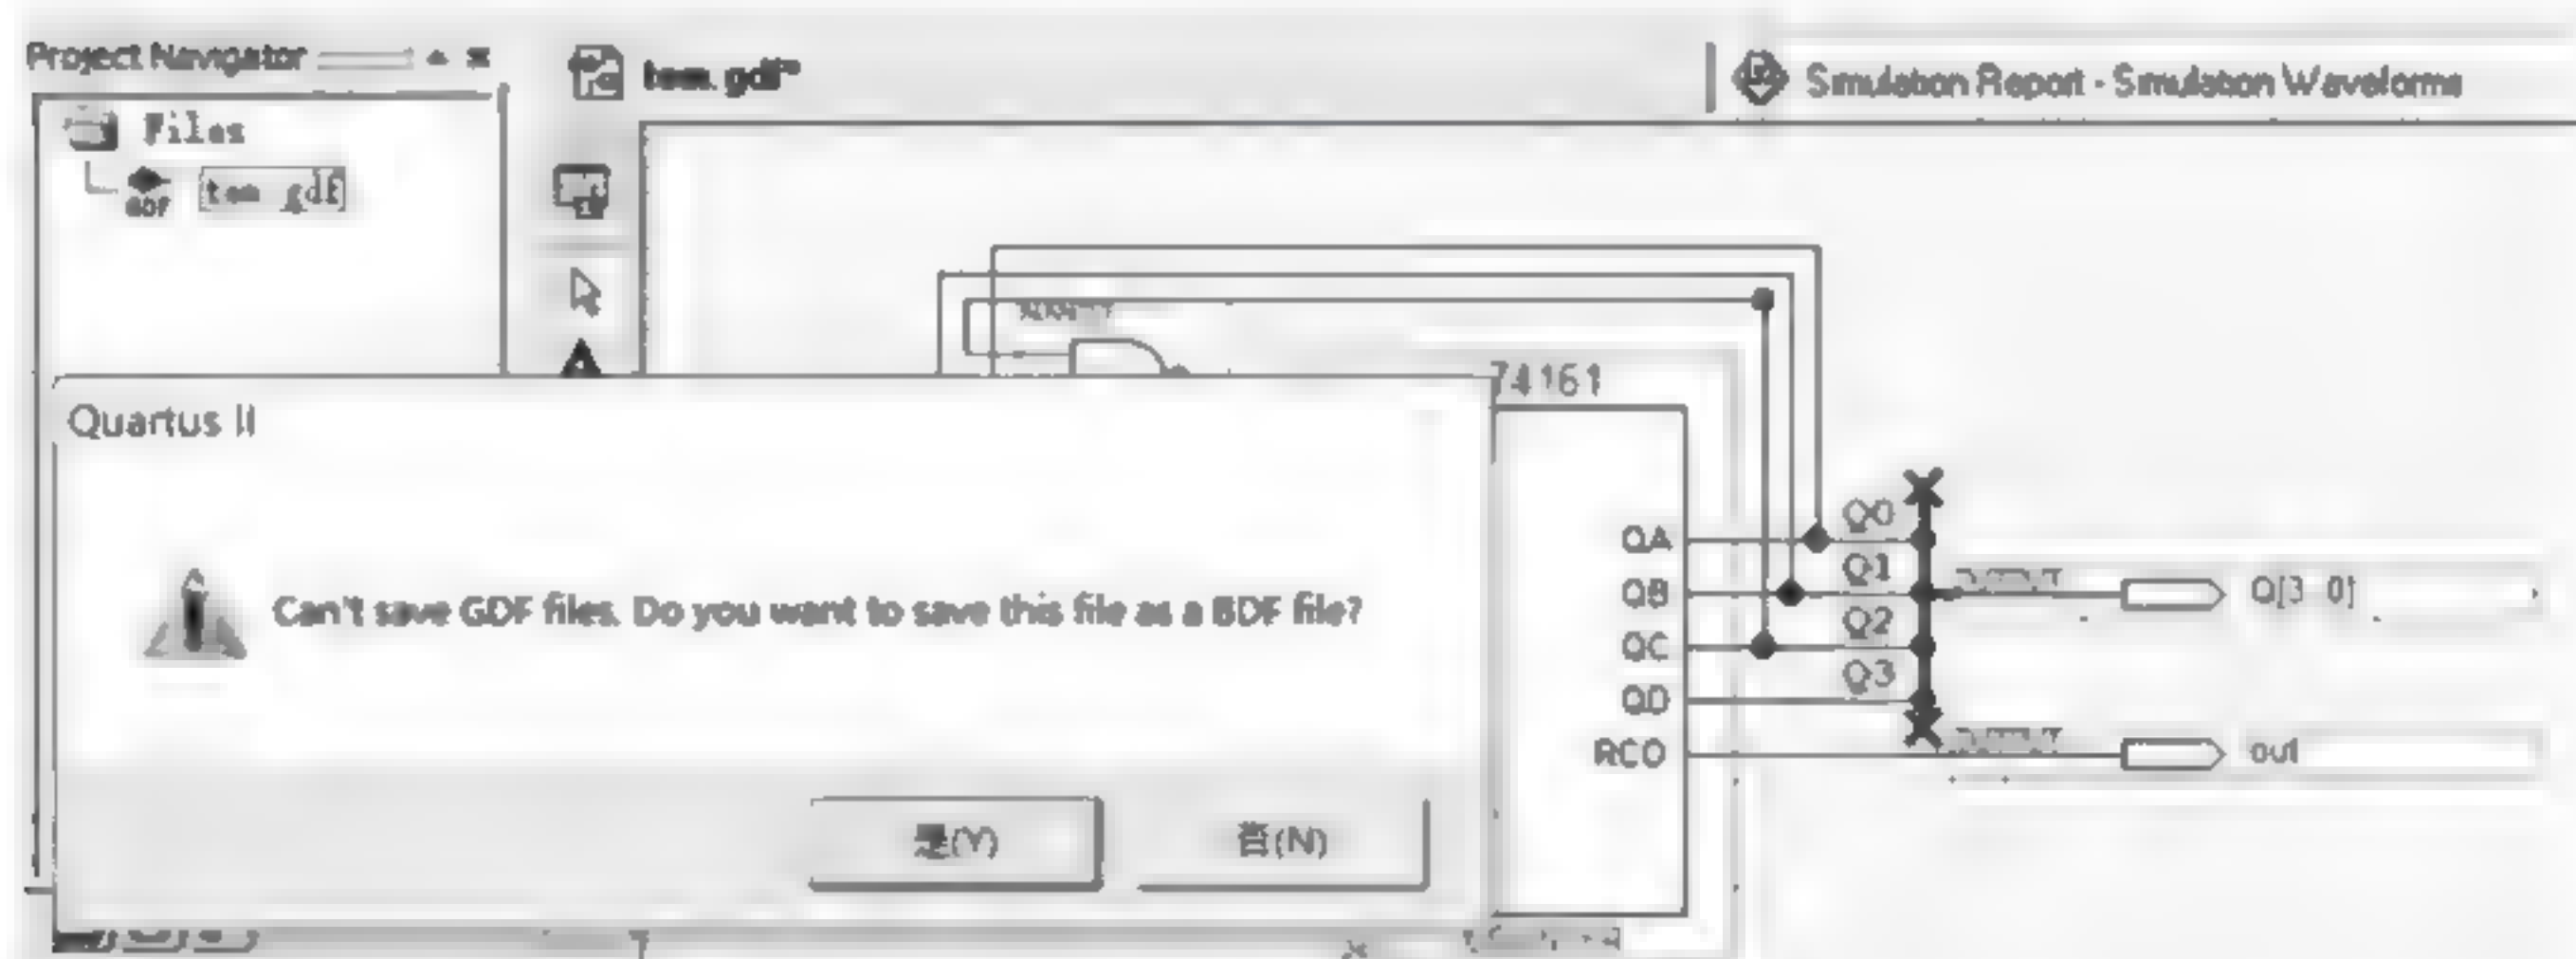 Project Navigator
tem.gdf*
Simulation Report - Simulation Waveforms
Files
GDF
74161
Quartus II
Can't save GDF files. Do you want to save this file as a BDF file?
是(Y)
否(N)
QA
QB
QC
QD
RCO
Q0
Q1
Q2
Q3
OUTPUT
Q[3 0]
OUTPUT
out